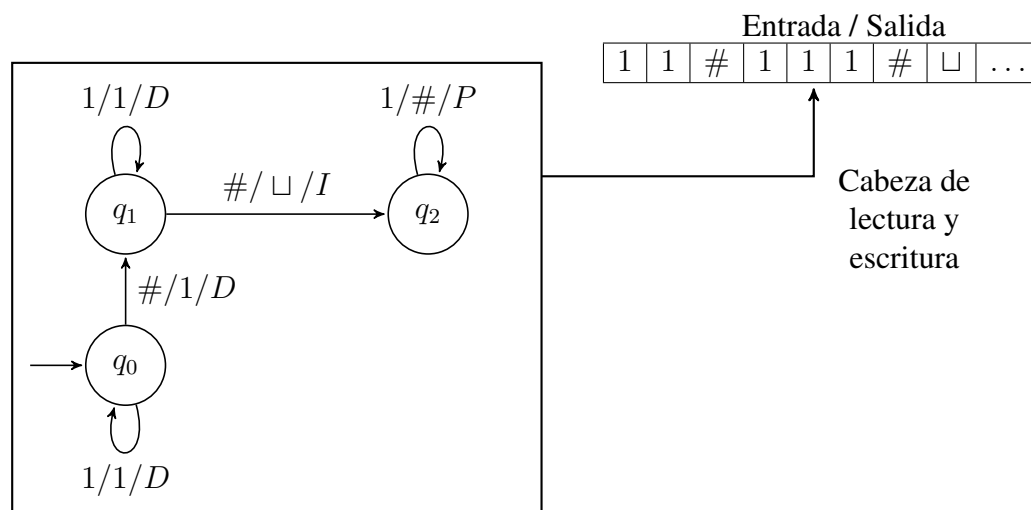 Entrada / Salida
1 1 # 1 1 1 # ⊔ ...
1/1/D
1/#/P
#/ ⊔ /I
q₁
q₂
Cabeza de
lectura y
escritura
#/1/D
q₀
1/1/D